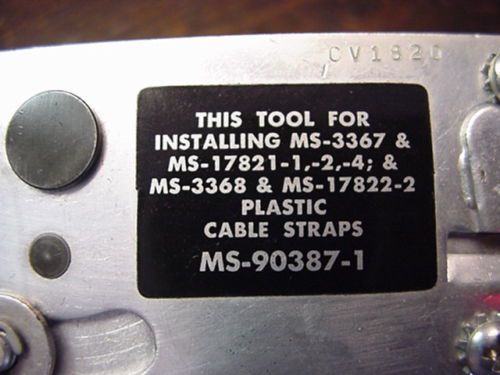 CV1820
THIS TOOL FOR
INSTALLING MS-3367 &
MS-17821-1,-2,-4; &
MS-3368 & MS-17822-2
PLASTIC
CABLE STRAPS
MS-90387-1